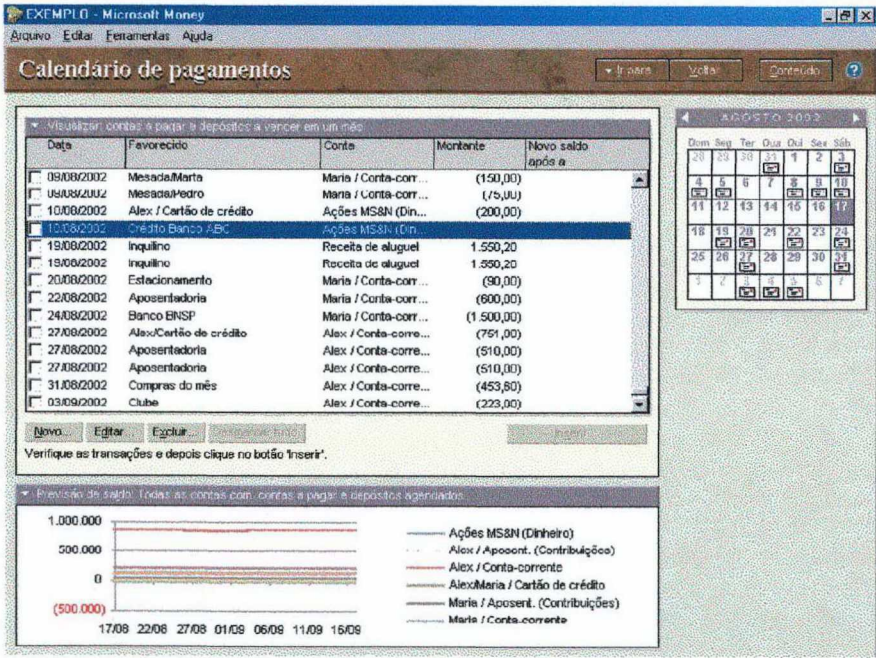 EXEMPLO - Microsoft Money
Arquivo Editar Ferramentas Ajuda
Calendário de pagamentos
Ir para Voltar Conteúdo ?
Visualizar: contas a pagar e depósitos a vencer em um mês
Data Favorecido Conta Montante Novo saldo após a
09/08/2002 Mesada/Marta Maria / Conta-corr... (150,00)
09/08/2002 Mesada/Pedro Maria / Conta-corr... (75,00)
10/08/2002 Alex / Cartão de crédito Ações MS&N (Din... (200,00)
10/08/2002 Crédito Banco ABC Ações MS&N (Din...
19/08/2002 Inquilino Receita de aluguel 1.550,20
19/08/2002 Inquilino Receita de aluguel 1.550,20
20/08/2002 Estacionamento Maria / Conta-corr... (90,00)
22/08/2002 Aposentadoria Maria / Conta-corr... (600,00)
24/08/2002 Banco BNSP Maria / Conta-corr... (1.500,00)
27/08/2002 Alex/Cartão de crédito Alex / Conta-corre... (751,00)
27/08/2002 Aposentadoria Alex / Conta-corre... (510,00)
27/08/2002 Aposentadoria Alex / Conta-corre... (510,00)
31/08/2002 Compras do mês Alex / Conta-corre... (453,60)
03/09/2002 Clube Alex / Conta-corre... (223,00)
Novo... Editar... Excluir...
Verifique as transações e depois clique no botão 'Inserir'.
AGOSTO 2002
Dom Seg Ter Qua Qui Sex Sáb
28 29 30 31 1 2 3
4 5 6 7 8 9 10
11 12 13 14 15 16 17
18 19 20 21 22 23 24
25 26 27 28 29 30 31
1 2 3 4 5 6 7
Previsão de saldo: Todas as contas com contas a pagar e depósitos agendados
1.000.000
500.000
0
(500.000)
17/08 22/08 27/08 01/09 06/09 11/09 16/09
Ações MS&N (Dinheiro)
Alex / Aposent. (Contribuições)
Alex / Conta-corrente
Alex/Maria / Cartão de crédito
Maria / Aposent. (Contribuições)
Maria / Conta-corrente